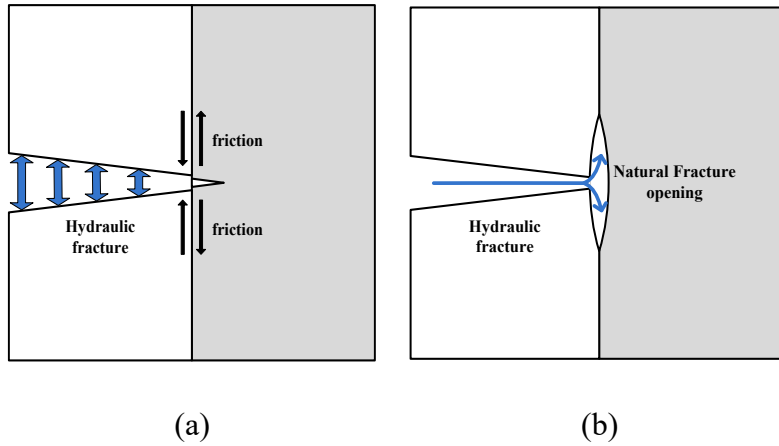 friction
friction
Hydraulic
fracture
Natural Fracture
opening
Hydraulic
fracture
(a)
(b)